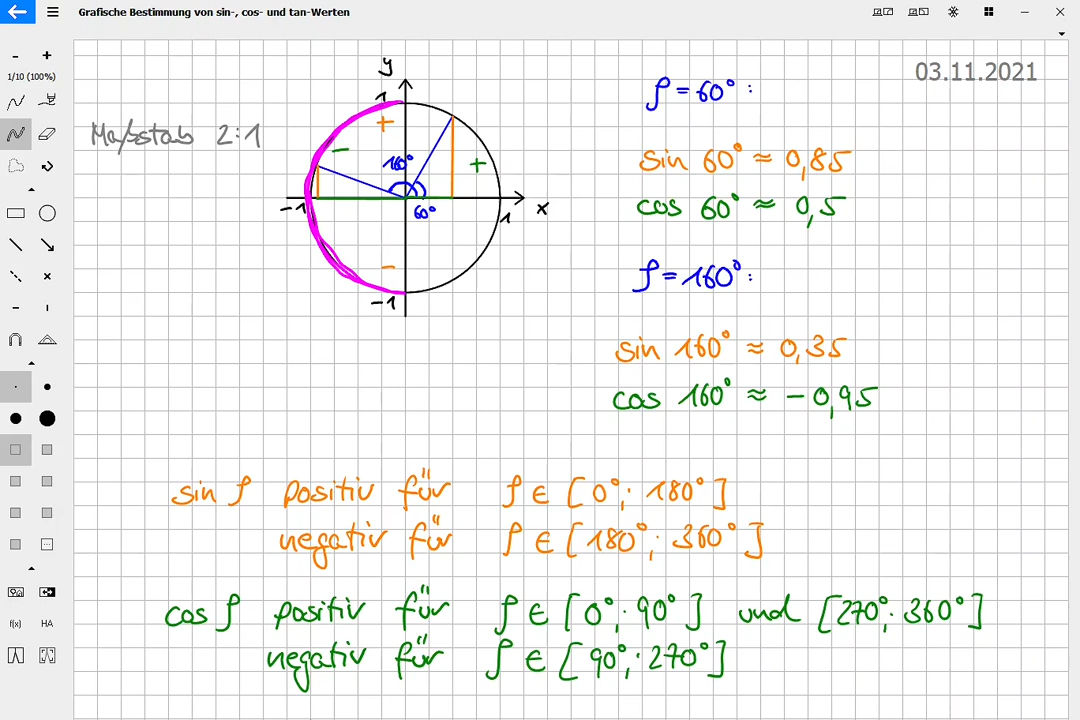 Grafische Bestimmung von sin-, cos- und tan-Werten
- +
1/10 (100%)
f(x) HA
03.11.2021
Maßstab 2:1
y
1
+
-
160°
+
-1
60°
1
x
-
-1
ρ = 60° :
sin 60° ≈ 0,85
cos 60° ≈ 0,5
ρ = 160° :
sin 160° ≈ 0,35
cos 160° ≈ -0,95
sin ρ positiv für ρ ∈ [0°; 180°]
negativ für ρ ∈ [180°; 360°]
cos ρ positiv für ρ ∈ [0°; 90°] und [270°; 360°]
negativ für ρ ∈ [90°; 270°]